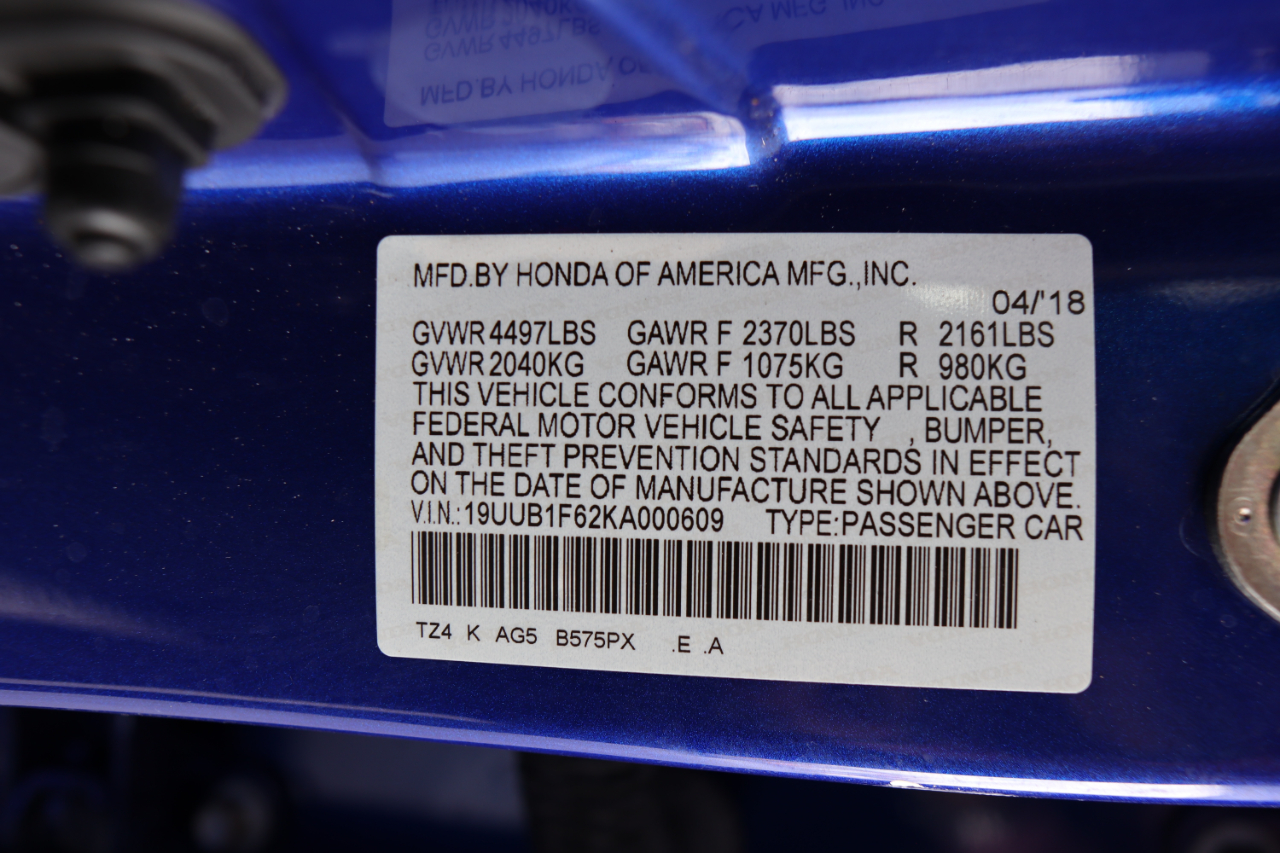 MFD.BY HONDA OF AMERICA MFG.,INC.
04/'18
GVWR 4497LBS GAWR F 2370LBS R 2161LBS
GVWR 2040KG GAWR F 1075KG R 980KG
THIS VEHICLE CONFORMS TO ALL APPLICABLE
FEDERAL MOTOR VEHICLE SAFETY , BUMPER,
AND THEFT PREVENTION STANDARDS IN EFFECT
ON THE DATE OF MANUFACTURE SHOWN ABOVE.
V.I.N.:19UUB1F62KA000609 TYPE:PASSENGER CAR
TZ4 K AG5 B575PX .E .A